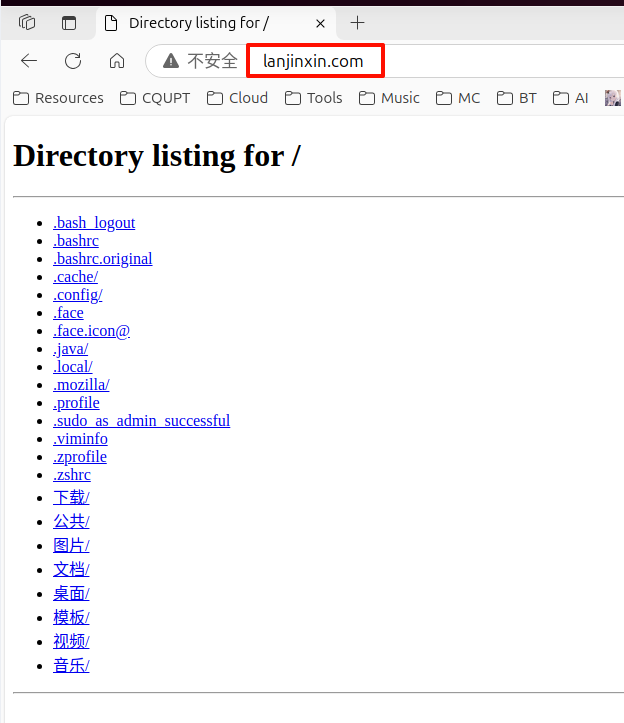 Directory listing for /
不安全 lanjinxin.com
Resources CQUPT Cloud Tools Music MC BT AI
Directory listing for /
.bash_logout
.bashrc
.bashrc.original
.cache/
.config/
.face
.face.icon@
.java/
.local/
.mozilla/
.profile
.sudo_as_admin_successful
.viminfo
.zprofile
.zshrc
下载/
公共/
图片/
文档/
桌面/
模板/
视频/
音乐/